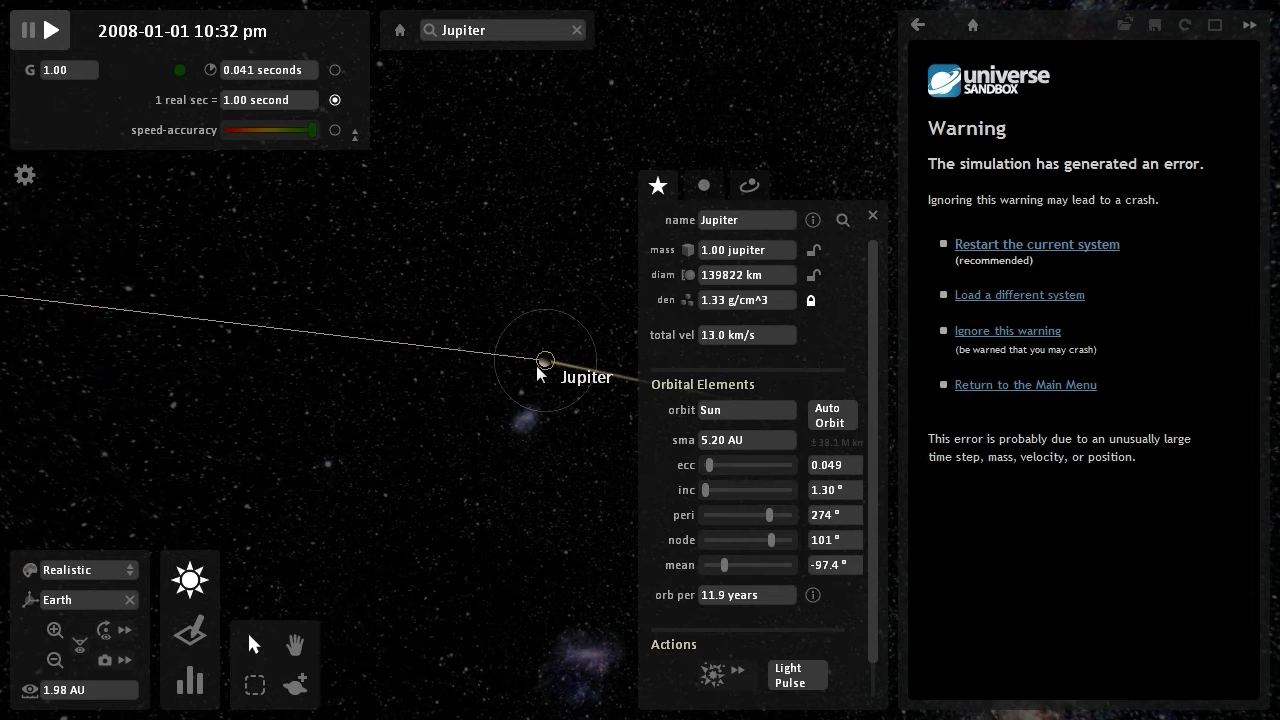 2008-01-01 10:32 pm
G 1.00
0.041 seconds
1 real sec = 1.00 second
speed-accuracy
Jupiter
Jupiter
name Jupiter
mass 1.00 jupiter
diam 139822 km
den 1.33 g/cm^3
total vel 13.0 km/s
Orbital Elements
orbit Sun
Auto
Orbit
sma 5.20 AU
±38.1 M km
ecc 0.049
inc 1.30 °
peri 274 °
node 101 °
mean -97.4 °
orb per 11.9 years
Actions
Light
Pulse
Realistic
Earth
1.98 AU
universe
SANDBOX
Warning
The simulation has generated an error.
Ignoring this warning may lead to a crash.
Restart the current system
(recommended)
Load a different system
Ignore this warning
(be warned that you may crash)
Return to the Main Menu
This error is probably due to an unusually large
time step, mass, velocity, or position.